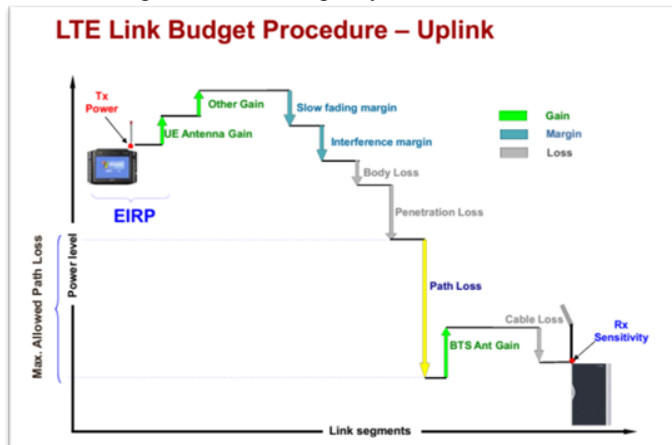 LTE Link Budget Procedure – Uplink
Tx
Power
Other Gain
UE Antenna Gain
EIRP
Slow fading margin
Interference margin
Body Loss
Penetration Loss
Gain
Margin
Loss
Power level
Max. Allowed Path Loss
Path Loss
Cable Loss
Rx
Sensitivity
BTS Ant Gain
Link segments